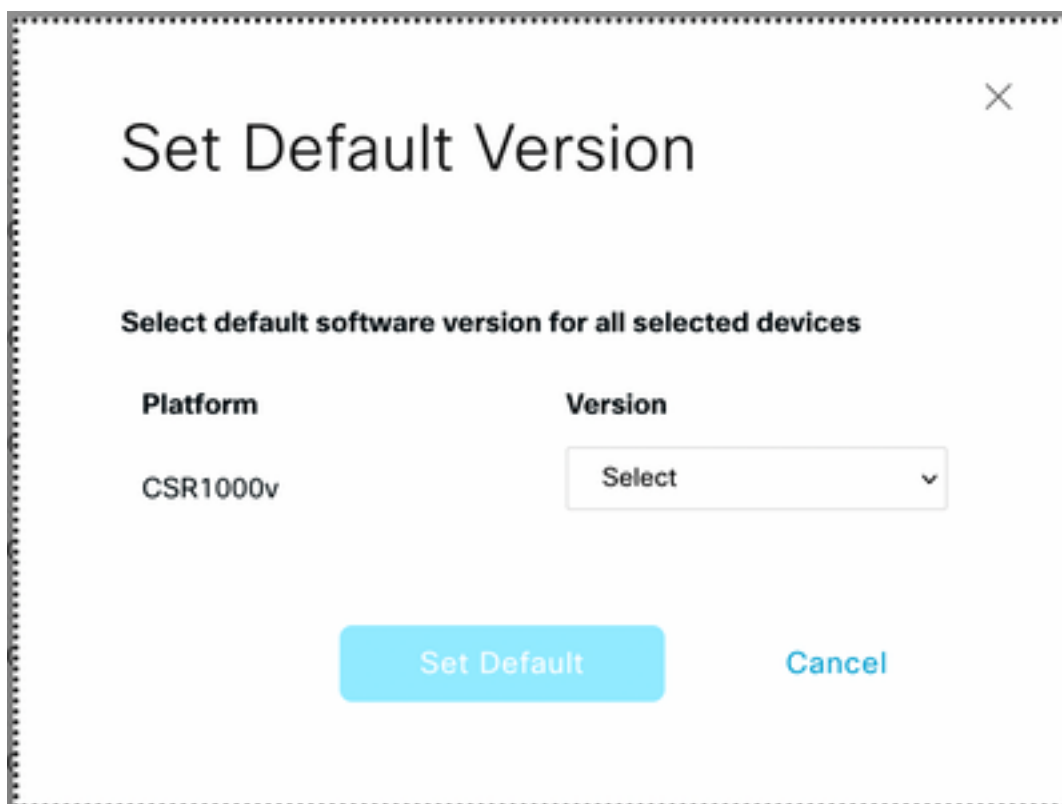 Set Default Version
Select default software version for all selected devices
Platform Version
CSR1000v Select
Set Default Cancel